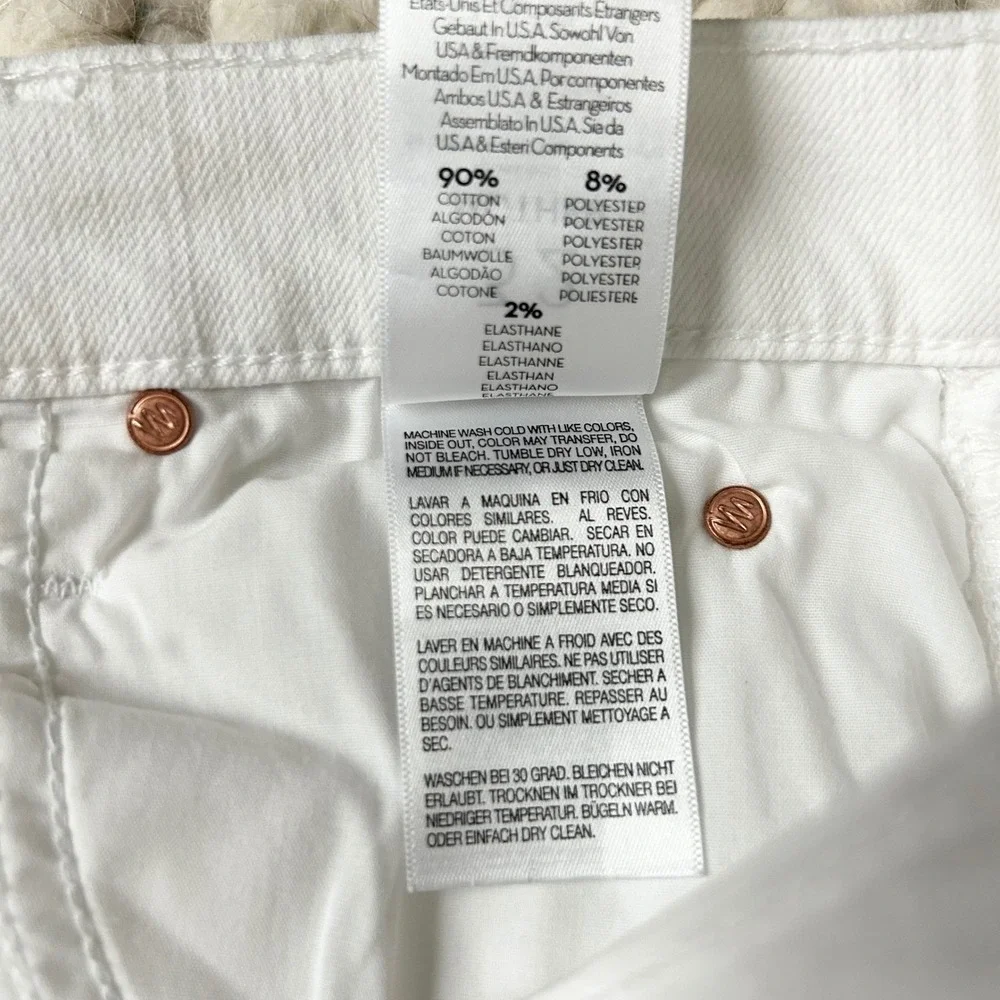 États-Unis Et Composants Étrangers
Gebaut In U.S.A. Sowohl Von
USA & Fremdkomponenten
Montado Em U.S.A. Por componentes
Ambos U.S.A & Estrangeiros
Assemblato In U.S.A. Sia da
U.S.A & Esteri Components
90% 8%
COTTON POLYESTER
ALGODÓN POLYESTER
COTON POLYESTER
BAUMWOLLE POLYESTER
ALGODÃO POLYESTER
COTONE POLIESTERE
2%
ELASTHANE
ELASTHANO
ELASTHANNE
ELASTHAN
ELASTHANO
ELASTHANE
MACHINE WASH COLD WITH LIKE COLORS,
INSIDE OUT, COLOR MAY TRANSFER, DO
NOT BLEACH. TUMBLE DRY LOW, IRON
MEDIUM IF NECESSARY, OR JUST DRY CLEAN.
LAVAR A MAQUINA EN FRIO CON
COLORES SIMILARES. AL REVES.
COLOR PUEDE CAMBIAR. SECAR EN
SECADORA A BAJA TEMPERATURA. NO
USAR DETERGENTE BLANQUEADOR.
PLANCHAR A TEMPERATURA MEDIA SI
ES NECESARIO O SIMPLEMENTE SECO.
LAVER EN MACHINE A FROID AVEC DES
COULEURS SIMILAIRES. NE PAS UTILISER
D'AGENTS DE BLANCHIMENT. SECHER A
BASSE TEMPERATURE. REPASSER AU
BESOIN. OU SIMPLEMENT METTOYAGE A
SEC.
WASCHEN BEI 30 GRAD. BLEICHEN NICHT
ERLAUBT. TROCKNEN IM TROCKNER BEI
NIEDRIGER TEMPERATUR. BÜGELN WARM.
ODER EINFACH DRY CLEAN.